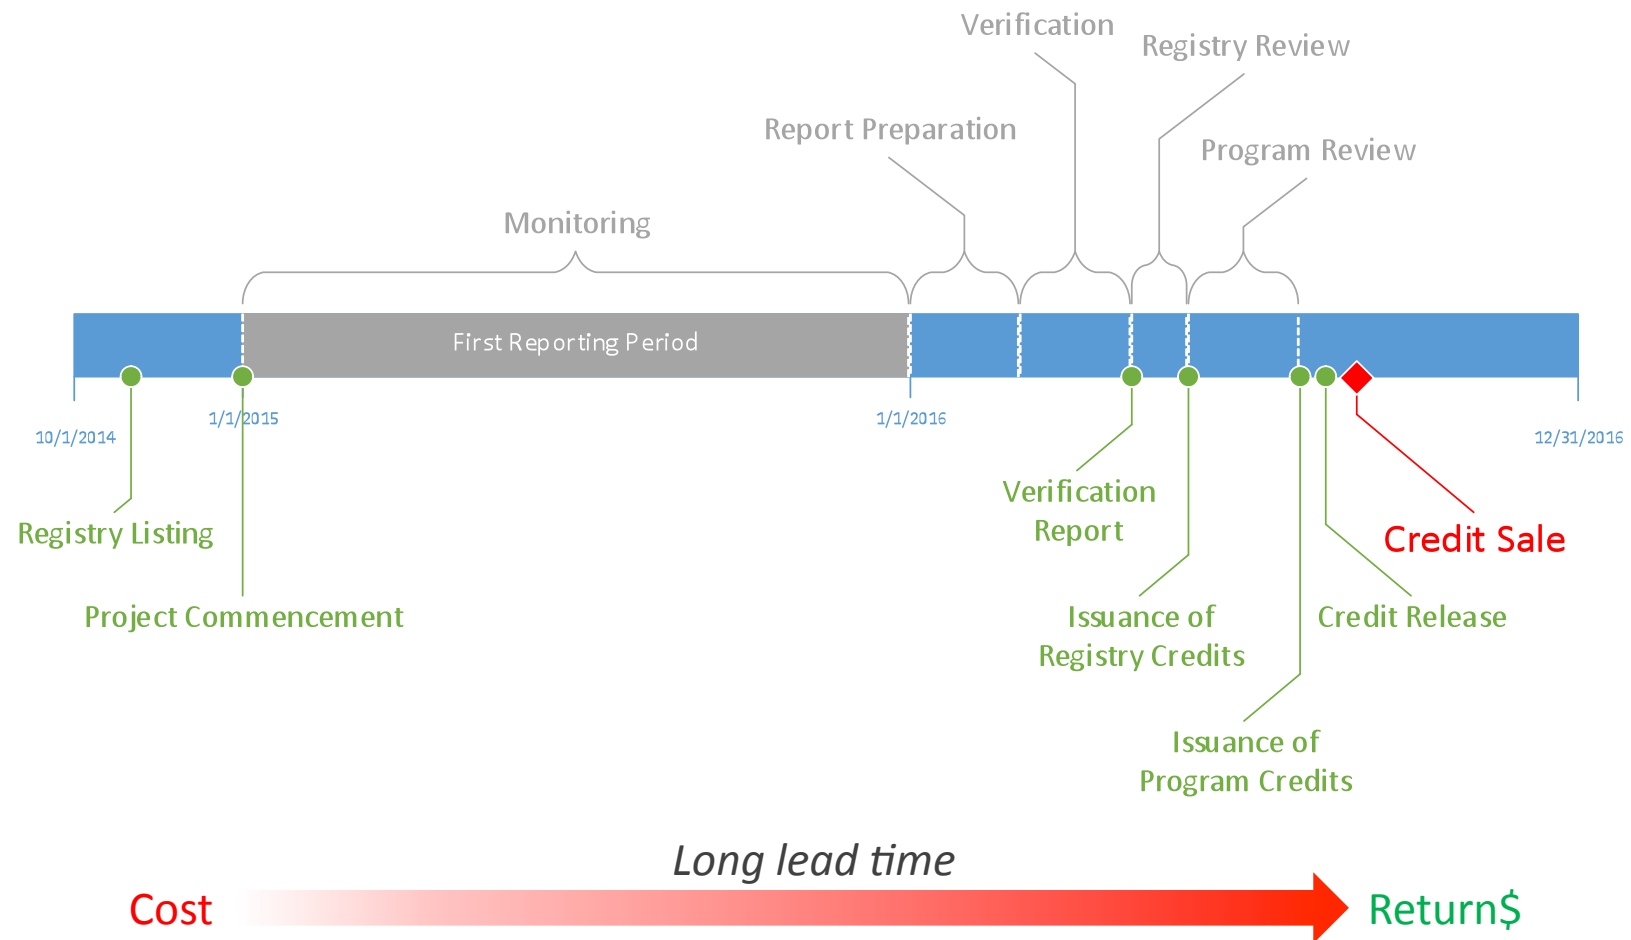 Verification
Registry Review
Report Preparation
Program Review
Monitoring
First Reporting Period
1/1/2015
1/1/2016
10/1/2014
12/31/2016
Verification
Report
Registry Listing
Credit Sale
Project Commencement
Issuance of
Registry Credits
Credit Release
Issuance of
Program Credits
Long lead time
Cost
Return$